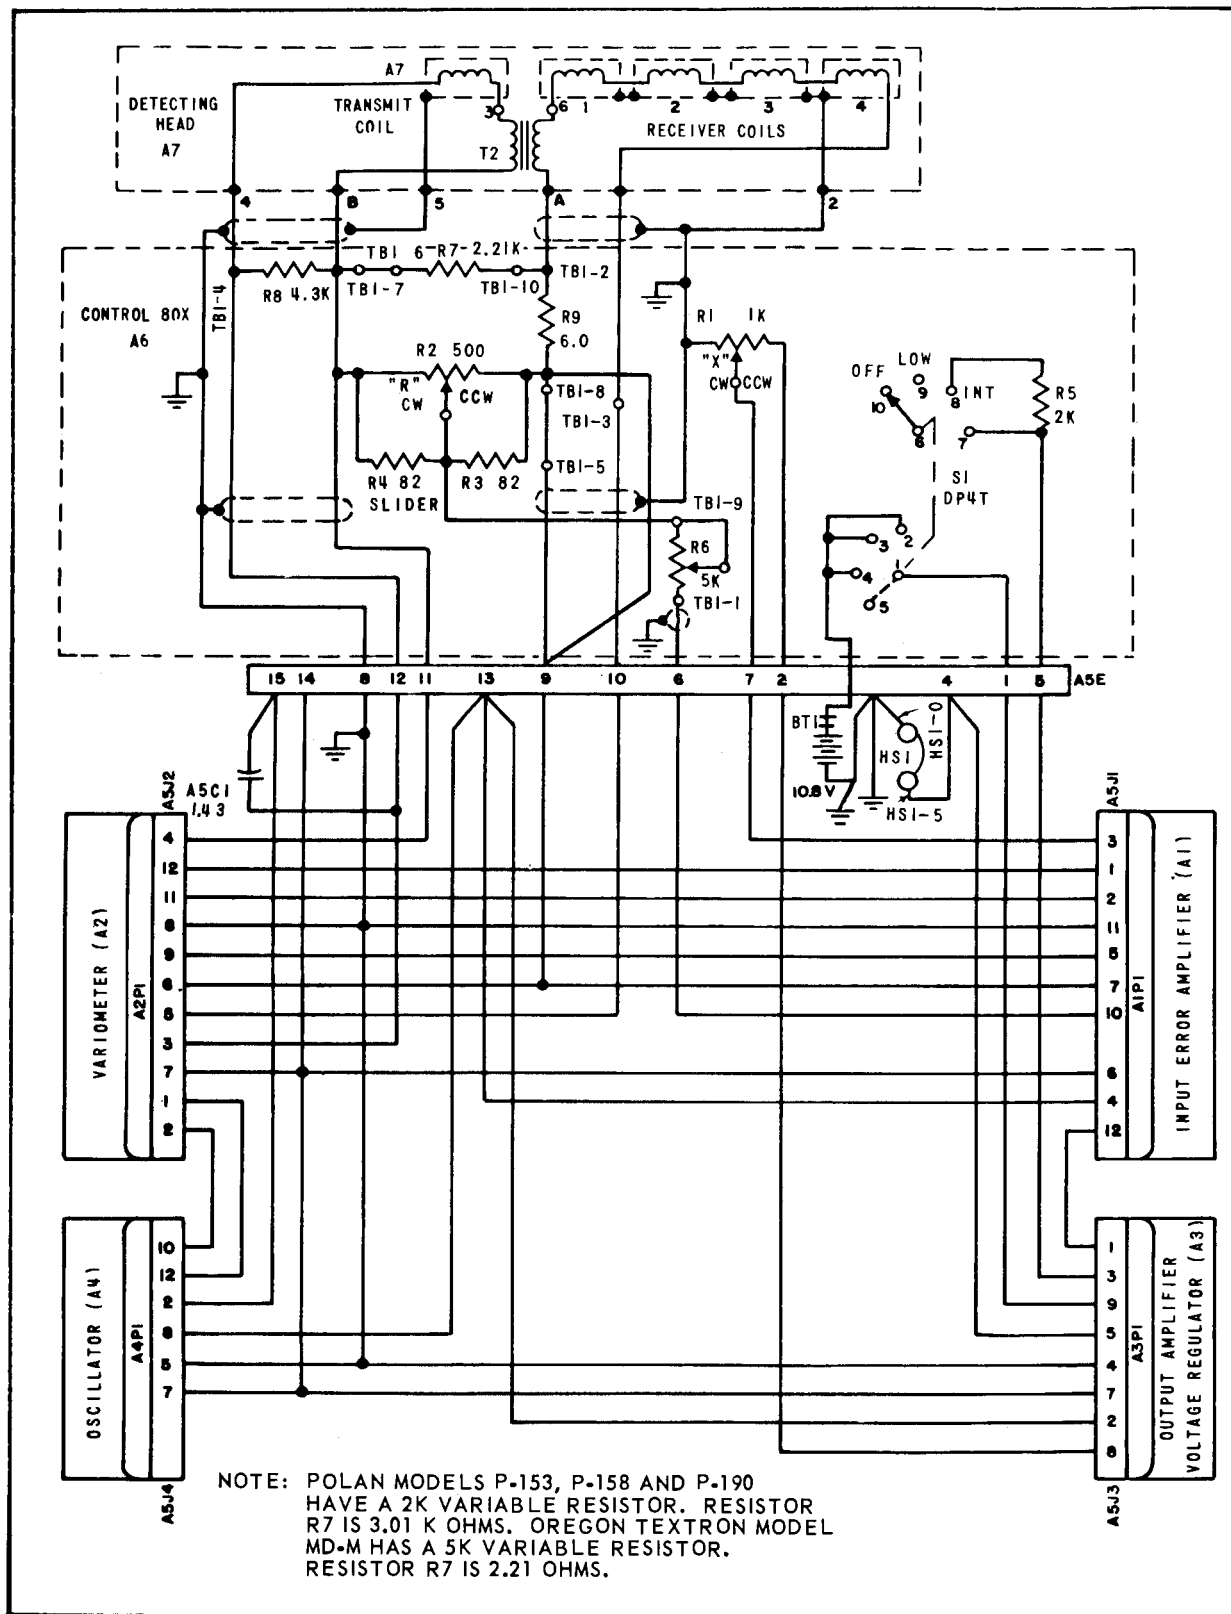 A7
DETECTING
HEAD
A7
TRANSMIT
COIL
3
T2
6
1
2
3
4
RECEIVER COILS
4
B
5
A
2
CONTROL 80X
A6
TB1-4
R8 4.3K
TB1
TB1-7
6
R7-2.21K
TB1-10
TB1-2
R9
6.0
R2 500
"R"
CW
CCW
R4 82
R3 82
SLIDER
TB1-8
TB1-3
TB1-5
R1
1K
"X"
CW
CCW
TB1-9
R6
5K
TB1-1
OFF
LOW
10
9
8
INT
6
7
R5
2K
S1
DP4T
2
3
4
1
5
15
14
8
12
11
13
9
10
6
7
2
4
1
5
A5E
A5C1
1.43
BT1
10.8V
HS1
HS1-0
HS1-5
A5J2
VARIOMETER (A2)
A2P1
4
12
11
8
9
6
5
3
7
1
2
A5J1
INPUT ERROR AMPLIFIER (A1)
A1P1
3
1
2
11
5
7
10
6
4
12
OSCILLATOR (A4)
A4P1
10
12
2
8
5
7
A5J4
OUTPUT AMPLIFIER
VOLTAGE REGULATOR (A3)
A3P1
1
3
9
5
4
7
2
8
A5J3
NOTE: POLAN MODELS P-153, P-158 AND P-190
HAVE A 2K VARIABLE RESISTOR. RESISTOR
R7 IS 3.01 K OHMS. OREGON TEXTRON MODEL
MD-M HAS A 5K VARIABLE RESISTOR.
RESISTOR R7 IS 2.21 OHMS.